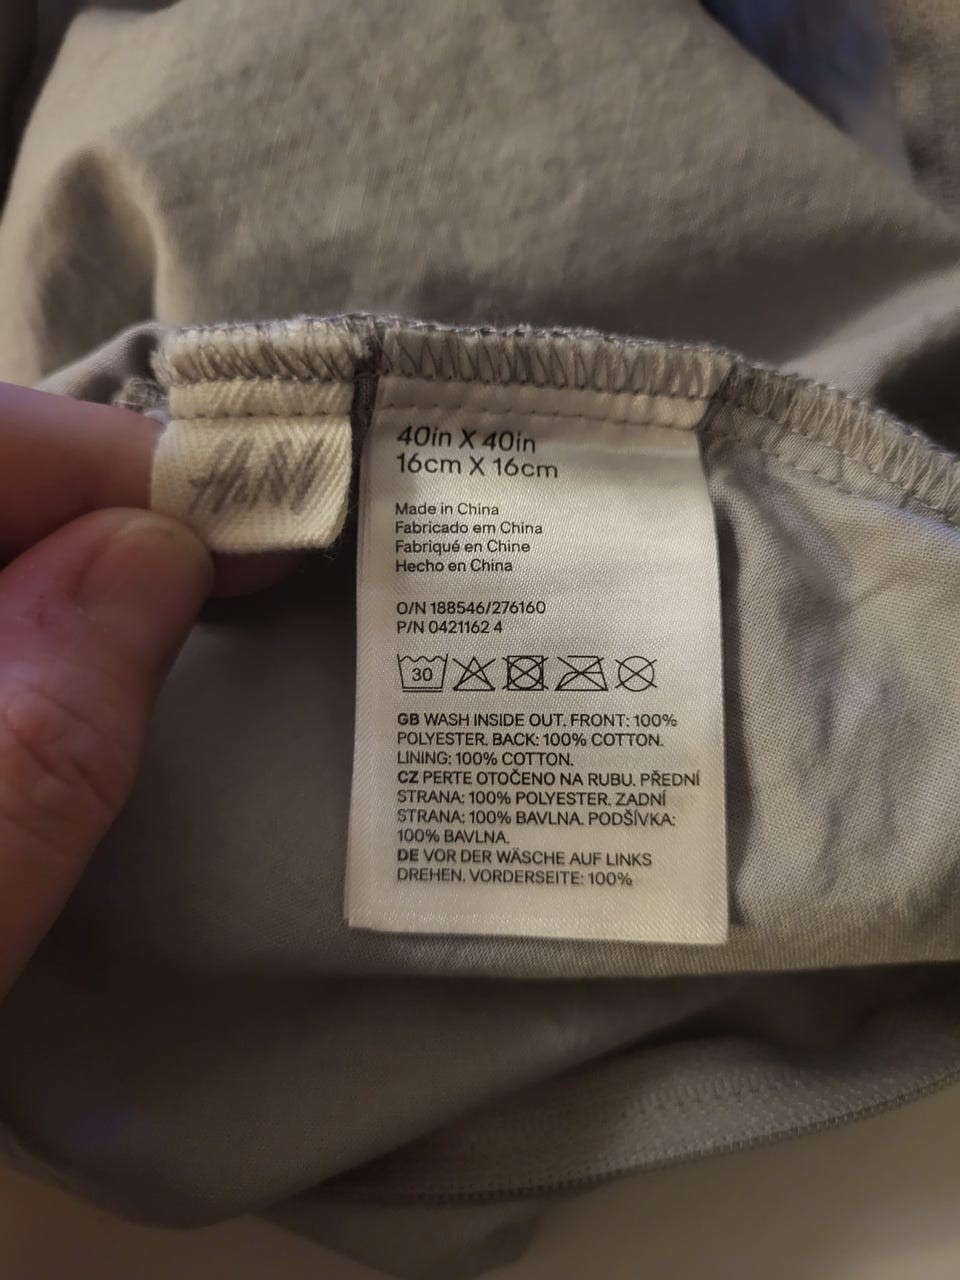 H&M
40in X 40in
16cm X 16cm
Made in China
Fabricado em China
Fabriqué en Chine
Hecho en China
O/N 188546/276160
P/N 0421162 4
30
GB WASH INSIDE OUT. FRONT: 100%
POLYESTER. BACK: 100% COTTON.
LINING: 100% COTTON.
CZ PERTE OTOČENO NA RUBU. PŘEDNÍ
STRANA: 100% POLYESTER. ZADNÍ
STRANA: 100% BAVLNA. PODŠÍVKA:
100% BAVLNA.
DE VOR DER WÄSCHE AUF LINKS
DREHEN. VORDERSEITE: 100%